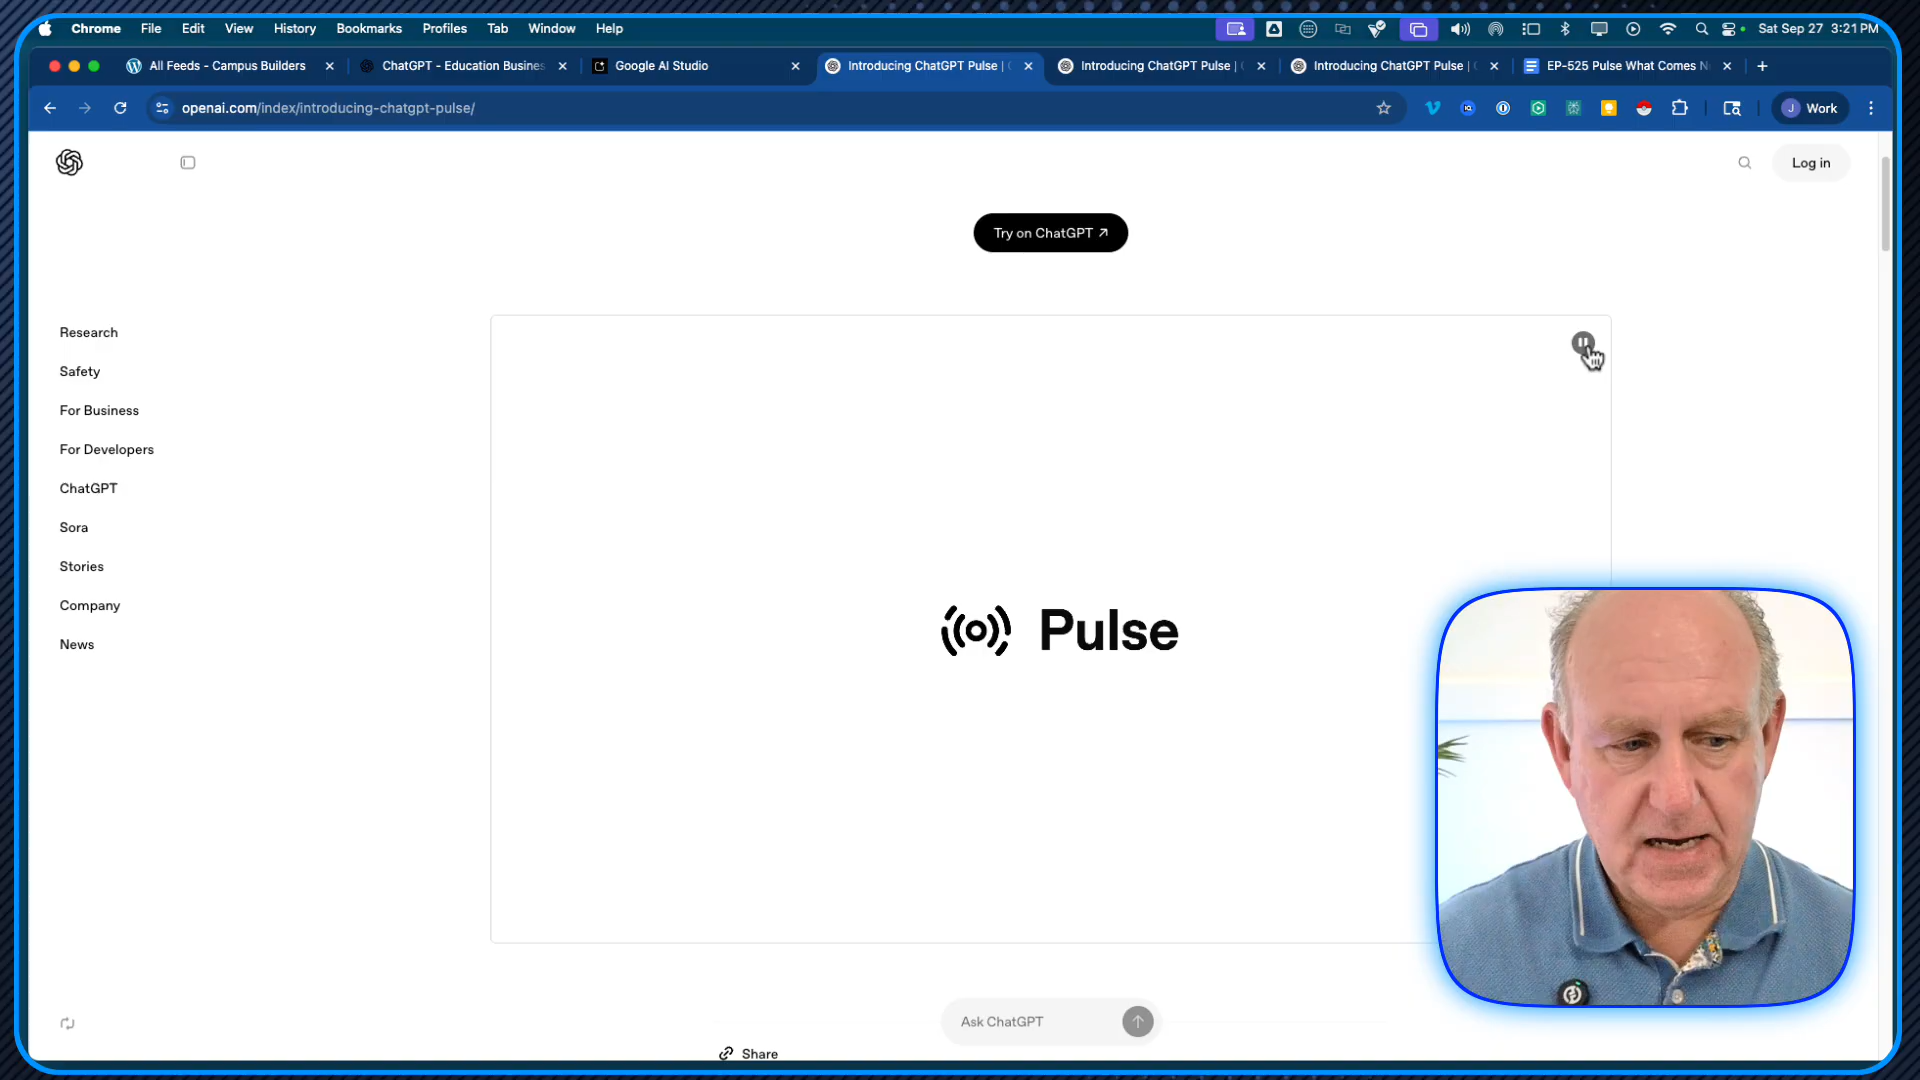 Chrome File Edit View History Bookmarks Profiles Tab Window Help Sat Sep 27 3:21 PM
All Feeds - Campus Builders ChatGPT - Education Busines Google AI Studio Introducing ChatGPT Pulse | Introducing ChatGPT Pulse | Introducing ChatGPT Pulse | EP-525 Pulse What Comes N
openai.com/index/introducing-chatgpt-pulse/ J Work
Log in
Try on ChatGPT ↗
Research
Safety
For Business
For Developers
ChatGPT
Sora
Stories
Company
News
Pulse
Ask ChatGPT
Share